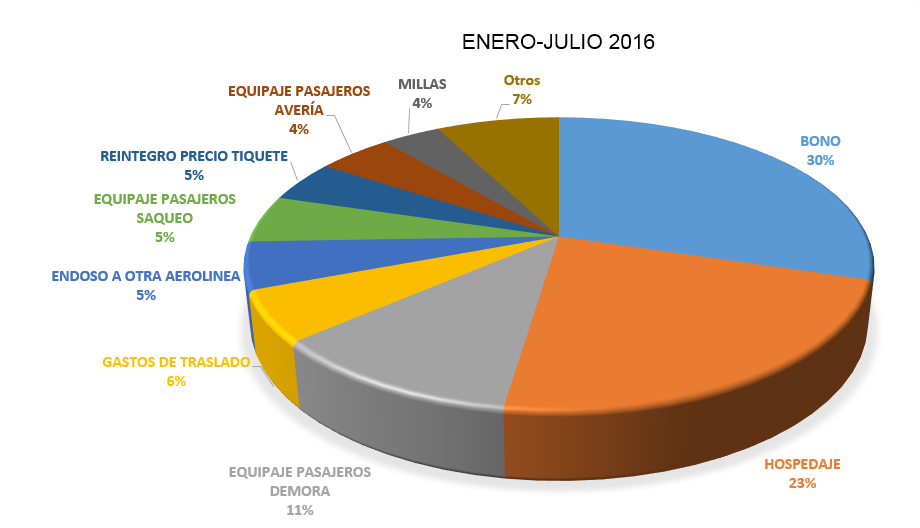 ENERO-JULIO 2016
BONO
30%
HOSPEDAJE
23%
EQUIPAJE PASAJEROS
DEMORA
11%
GASTOS DE TRASLADO
6%
ENDOSO A OTRA AEROLINEA
5%
EQUIPAJE PASAJEROS
SAQUEO
5%
REINTEGRO PRECIO TIQUETE
5%
EQUIPAJE PASAJEROS
AVERÍA
4%
MILLAS
4%
Otros
7%